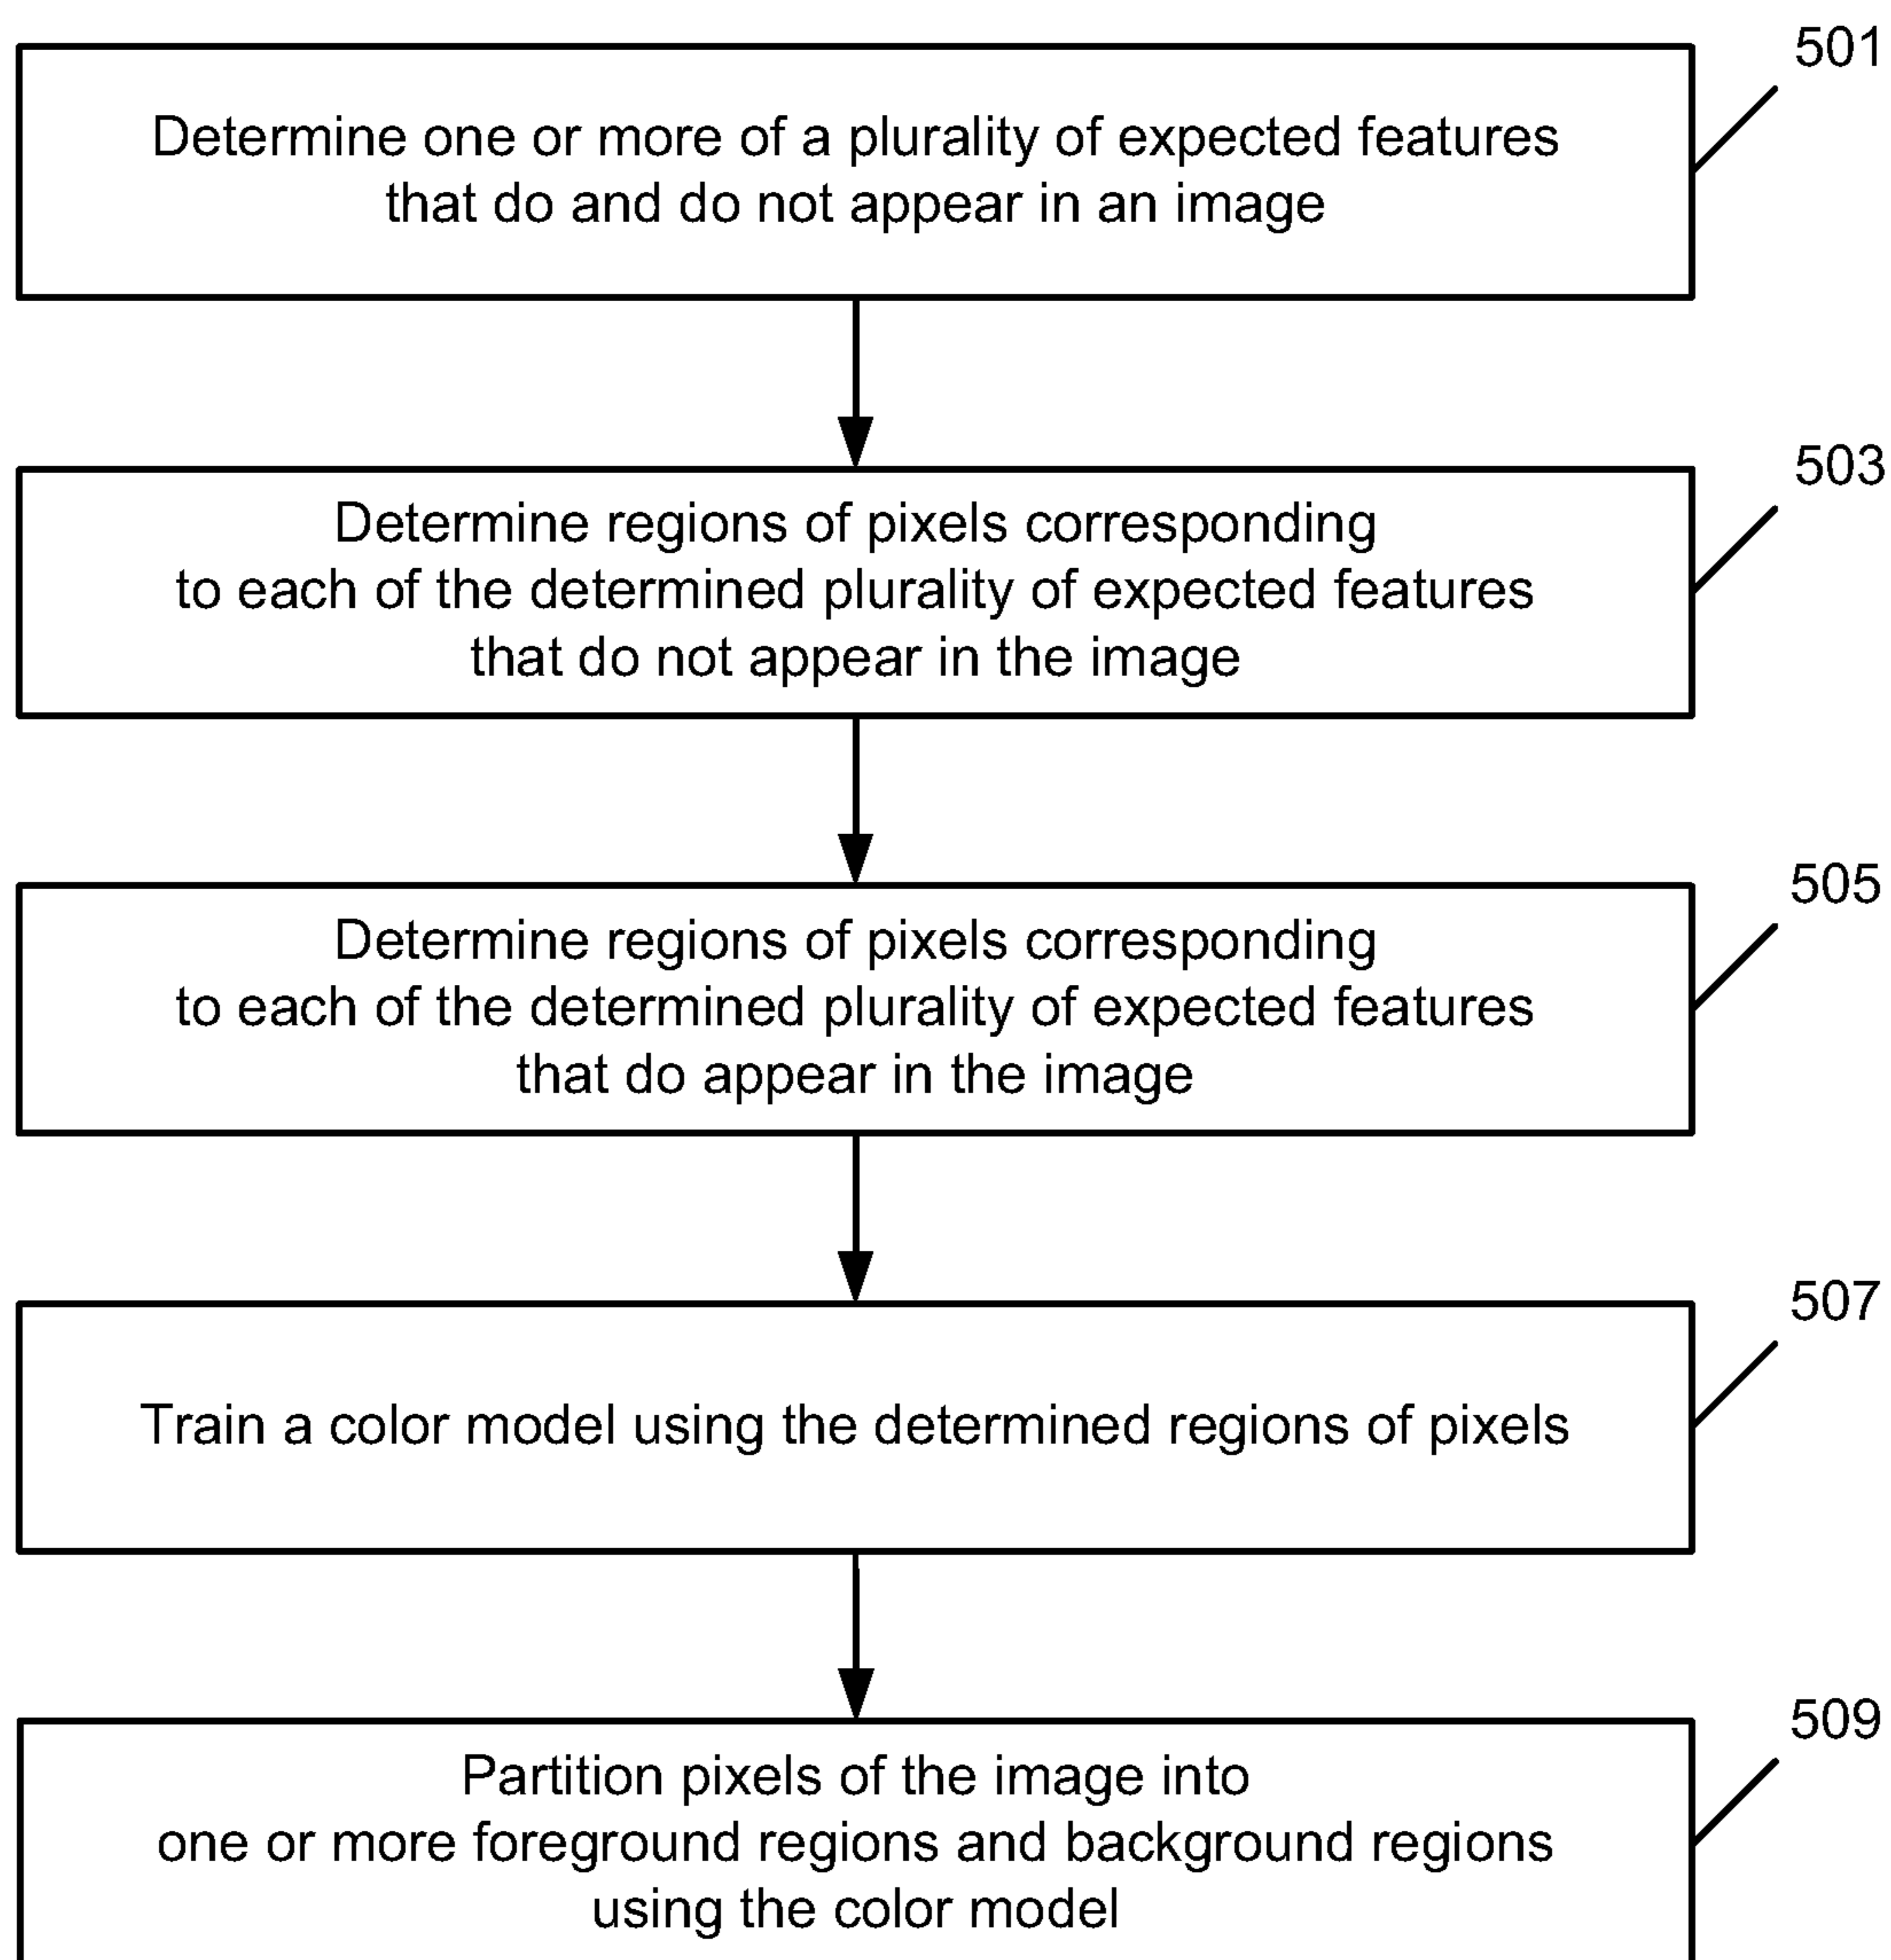 501
Determine one or more of a plurality of expected features
that do and do not appear in an image
503
Determine regions of pixels corresponding
to each of the determined plurality of expected features
that do not appear in the image
505
Determine regions of pixels corresponding
to each of the determined plurality of expected features
that do appear in the image
507
Train a color model using the determined regions of pixels
509
Partition pixels of the image into
one or more foreground regions and background regions
using the color model